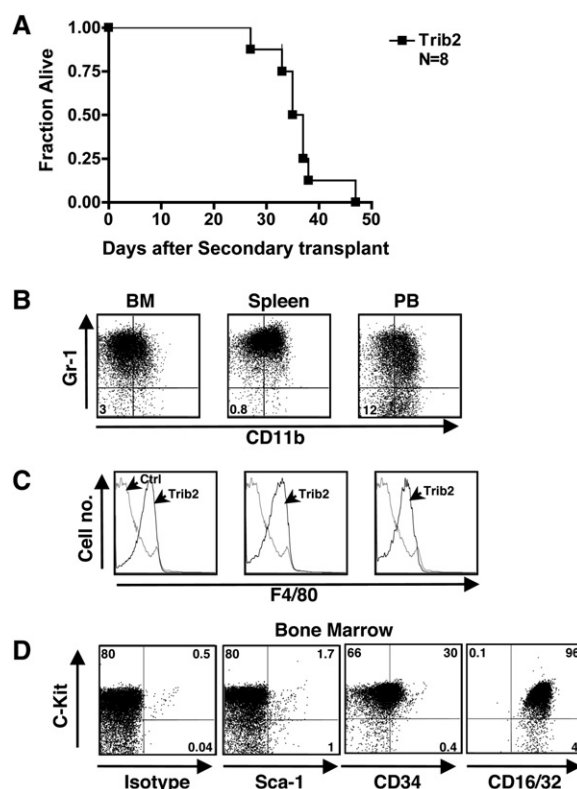 A
Fraction Alive
1.00
0.75
0.50
0.25
0.00
0 10 20 30 40 50
Days after Secondary transplant
Trib2
N=8
B
BM Spleen PB
Gr-1
3 0.8 12
CD11b
C
Cell no.
Ctrl Trib2 Trib2 Trib2
F4/80
Bone Marrow
D
C-Kit
80 0.5 80 1.7 66 30 0.1 96
0.04 1 0.4 4
Isotype Sca-1 CD34 CD16/32